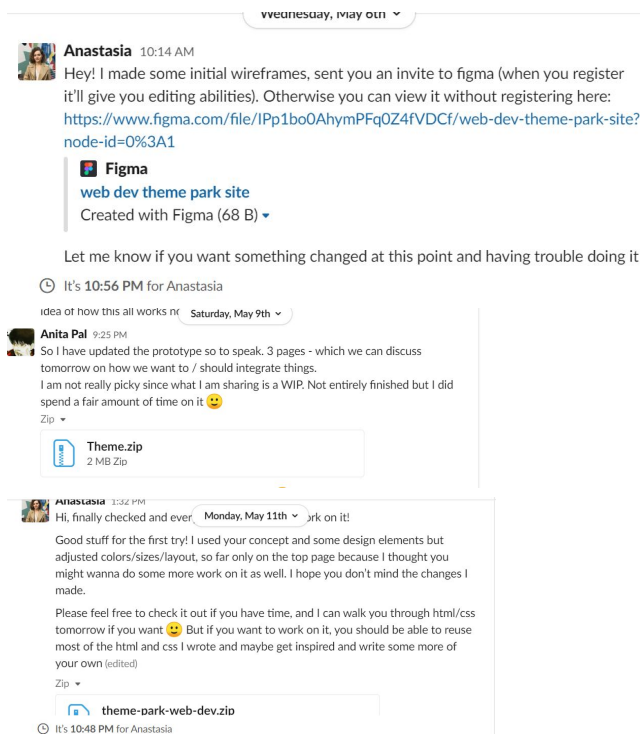 Wednesday, May 6th
Anastasia 10:14 AM
Hey! I made some initial wireframes, sent you an invite to figma (when you register
it'll give you editing abilities). Otherwise you can view it without registering here:
https://www.figma.com/file/IPp1bo0AhymPFq0Z4fVDCf/web-dev-theme-park-site?
node-id=0%3A1
Figma
web dev theme park site
Created with Figma (68 B)
Let me know if you want something changed at this point and having trouble doing it
It's 10:56 PM for Anastasia
idea of how this all works
Saturday, May 9th
Anita Pal 9:25 PM
So I have updated the prototype so to speak. 3 pages - which we can discuss
tomorrow on how we want to / should integrate things.
I am not really picky since what I am sharing is a WIP. Not entirely finished but I did
spend a fair amount of time on it 🙂
Zip
Theme.zip
2 MB Zip
Anastasia 1:32 PM
Monday, May 11th
Hi, finally checked and on it!
Good stuff for the first try! I used your concept and some design elements but
adjusted colors/sizes/layout, so far only on the top page because I thought you
might wanna do some more work on it as well. I hope you don't mind the changes I
made.
Please feel free to check it out if you have time, and I can walk you through html/css
tomorrow if you want 🙂 But if you want to work on it, you should be able to reuse
most of the html and css I wrote and maybe get inspired and write some more of
your own (edited)
Zip
theme-park-web-dev.zip
It's 10:48 PM for Anastasia